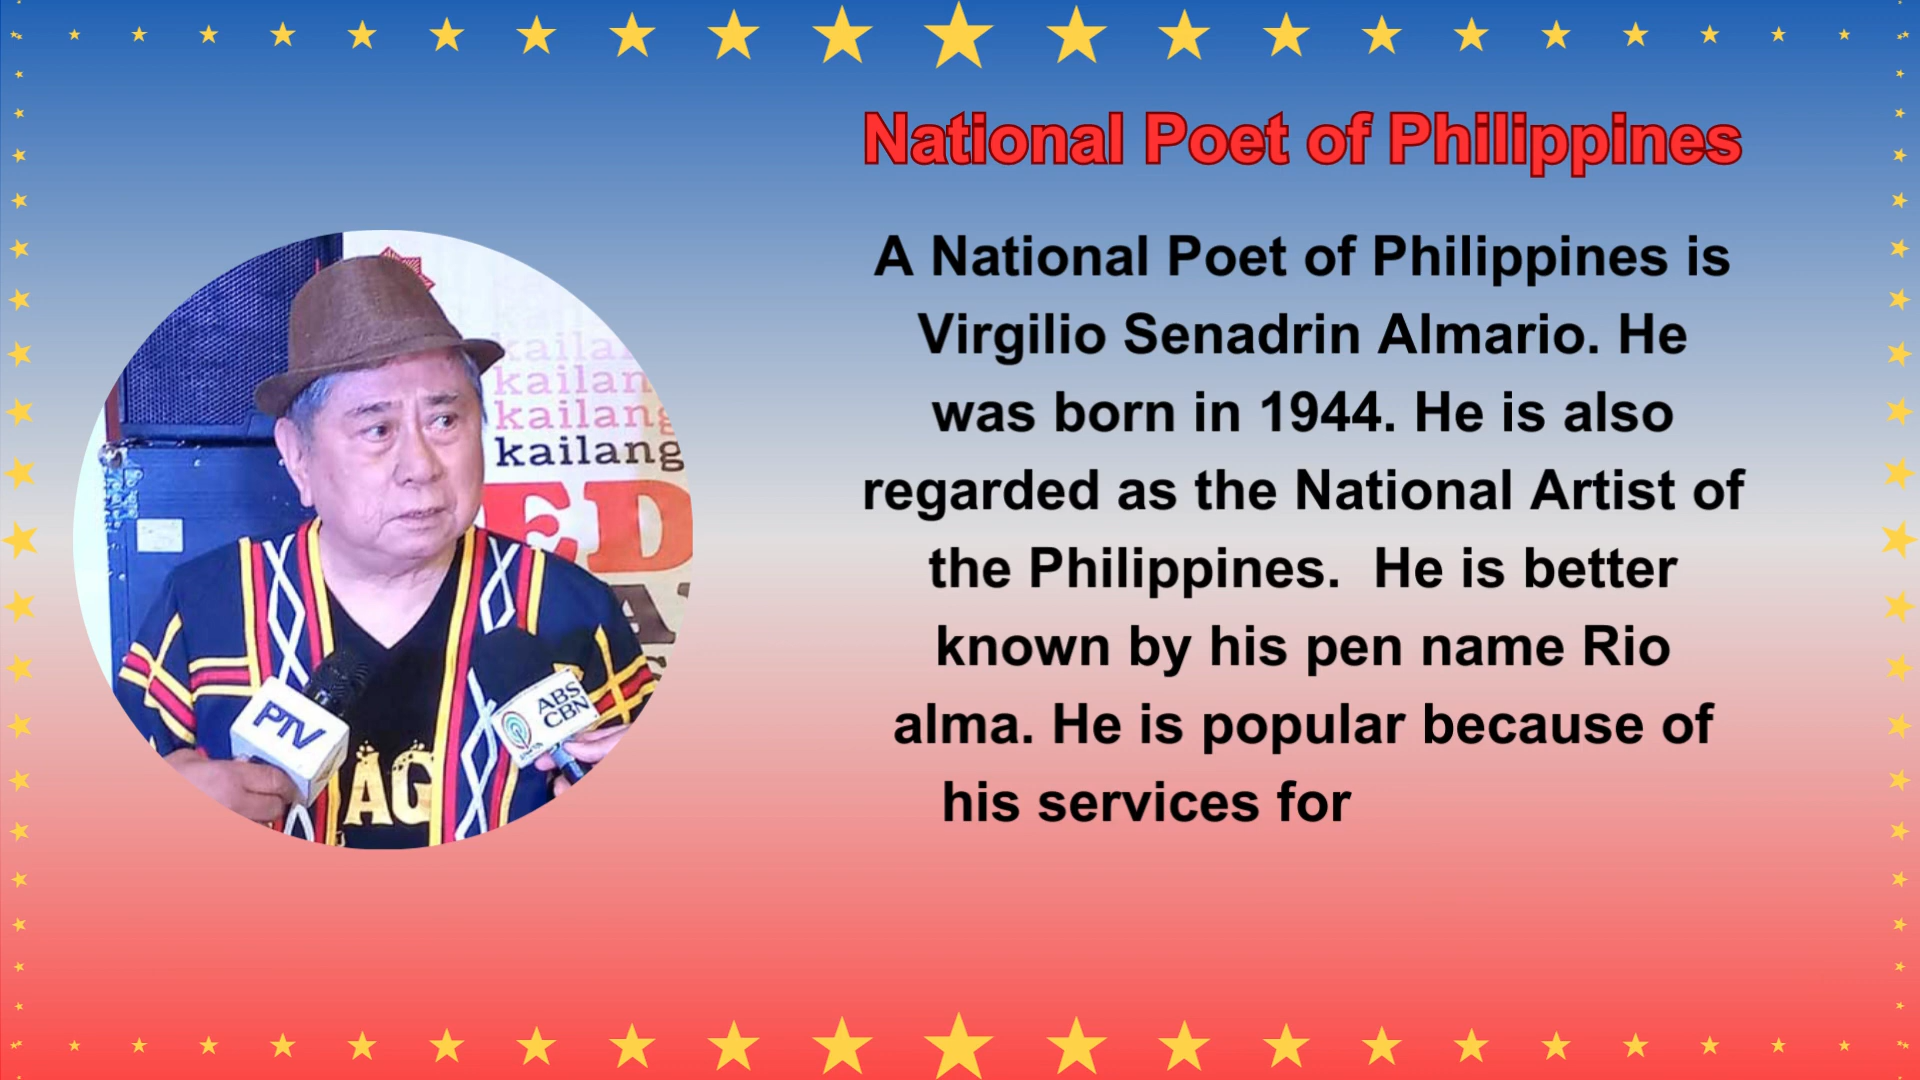 National Poet of Philippines
A National Poet of Philippines is
Virgilio Senadrin Almario. He
was born in 1944. He is also
regarded as the National Artist of
the Philippines. He is better
known by his pen name Rio
alma. He is popular because of
his services for
kailan
kailan
kailang
kailang
ED
PTV
ABS
CBN
AG